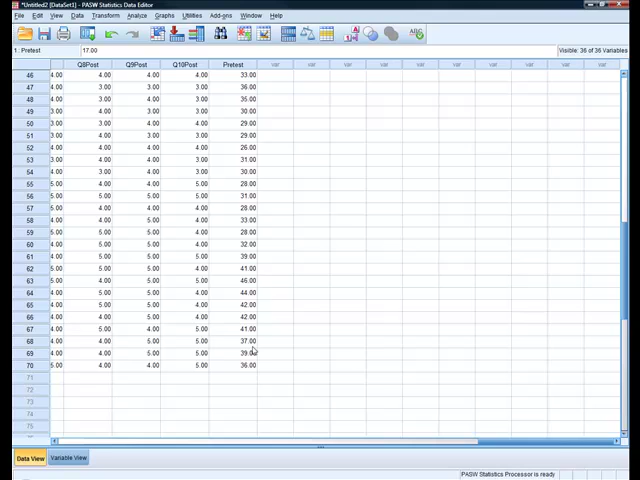 *Untitled2 [DataSet1] - PASW Statistics Data Editor
File Edit View Data Transform Analyze Graphs Utilities Add-ons Window Help
1 : Pretest 17.00 Visible: 36 of 36 Variables
Q8Post Q9Post Q10Post Pretest var var var var var var var var var var
46 4.00 4.00 4.00 4.00 33.00
47 4.00 3.00 3.00 3.00 36.00
48 4.00 3.00 4.00 3.00 35.00
49 3.00 4.00 3.00 3.00 30.00
50 3.00 3.00 4.00 4.00 29.00
51 3.00 4.00 3.00 3.00 29.00
52 4.00 4.00 4.00 4.00 26.00
53 3.00 4.00 4.00 3.00 31.00
54 4.00 3.00 4.00 3.00 30.00
55 5.00 4.00 4.00 5.00 28.00
56 5.00 5.00 5.00 5.00 31.00
57 5.00 4.00 5.00 4.00 28.00
58 4.00 4.00 5.00 4.00 33.00
59 5.00 5.00 5.00 5.00 28.00
60 4.00 5.00 5.00 4.00 32.00
61 4.00 5.00 5.00 4.00 39.00
62 5.00 5.00 4.00 5.00 41.00
63 5.00 4.00 5.00 5.00 46.00
64 4.00 4.00 5.00 5.00 44.00
65 4.00 5.00 5.00 4.00 42.00
66 4.00 4.00 5.00 4.00 42.00
67 4.00 5.00 4.00 5.00 41.00
68 4.00 4.00 5.00 5.00 37.00
69 4.00 4.00 5.00 5.00 39.00
70 5.00 4.00 4.00 5.00 36.00
71
72
73
74
75
Data View Variable View
PASW Statistics Processor is ready